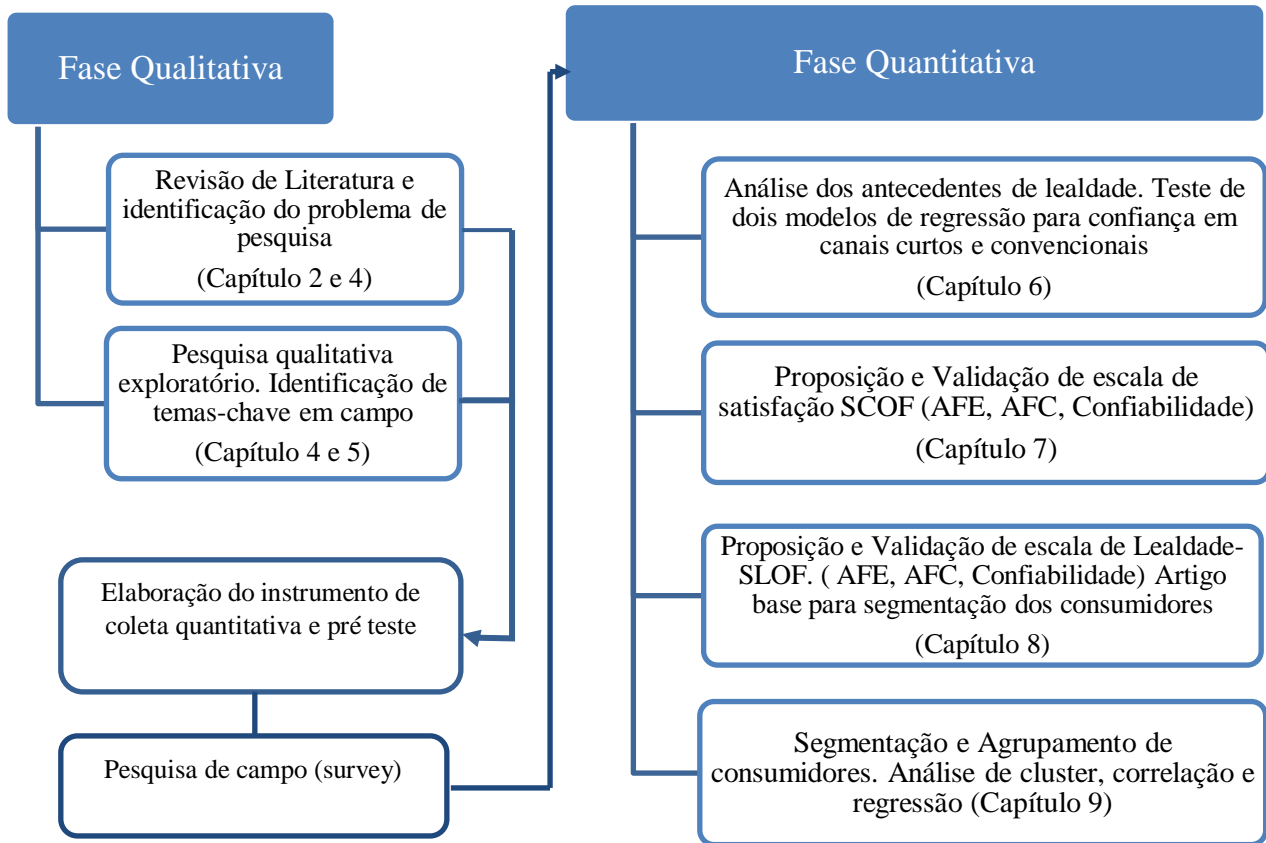 Fase Qualitativa
Revisão de Literatura e
identificação do problema de
pesquisa
(Capítulo 2 e 4)
Pesquisa qualitativa
exploratório. Identificação de
temas-chave em campo
(Capítulo 4 e 5)
Elaboração do instrumento de
coleta quantitativa e pré teste
Pesquisa de campo (survey)
Fase Quantitativa
Análise dos antecedentes de lealdade. Teste de
dois modelos de regressão para confiança em
canais curtos e convencionais
(Capítulo 6)
Proposição e Validação de escala de
satisfação SCOF (AFE, AFC, Confiabilidade)
(Capítulo 7)
Proposição e Validação de escala de Lealdade-
SLOF. ( AFE, AFC, Confiabilidade) Artigo
base para segmentação dos consumidores
(Capítulo 8)
Segmentação e Agrupamento de
consumidores. Análise de cluster, correlação e
regressão (Capítulo 9)